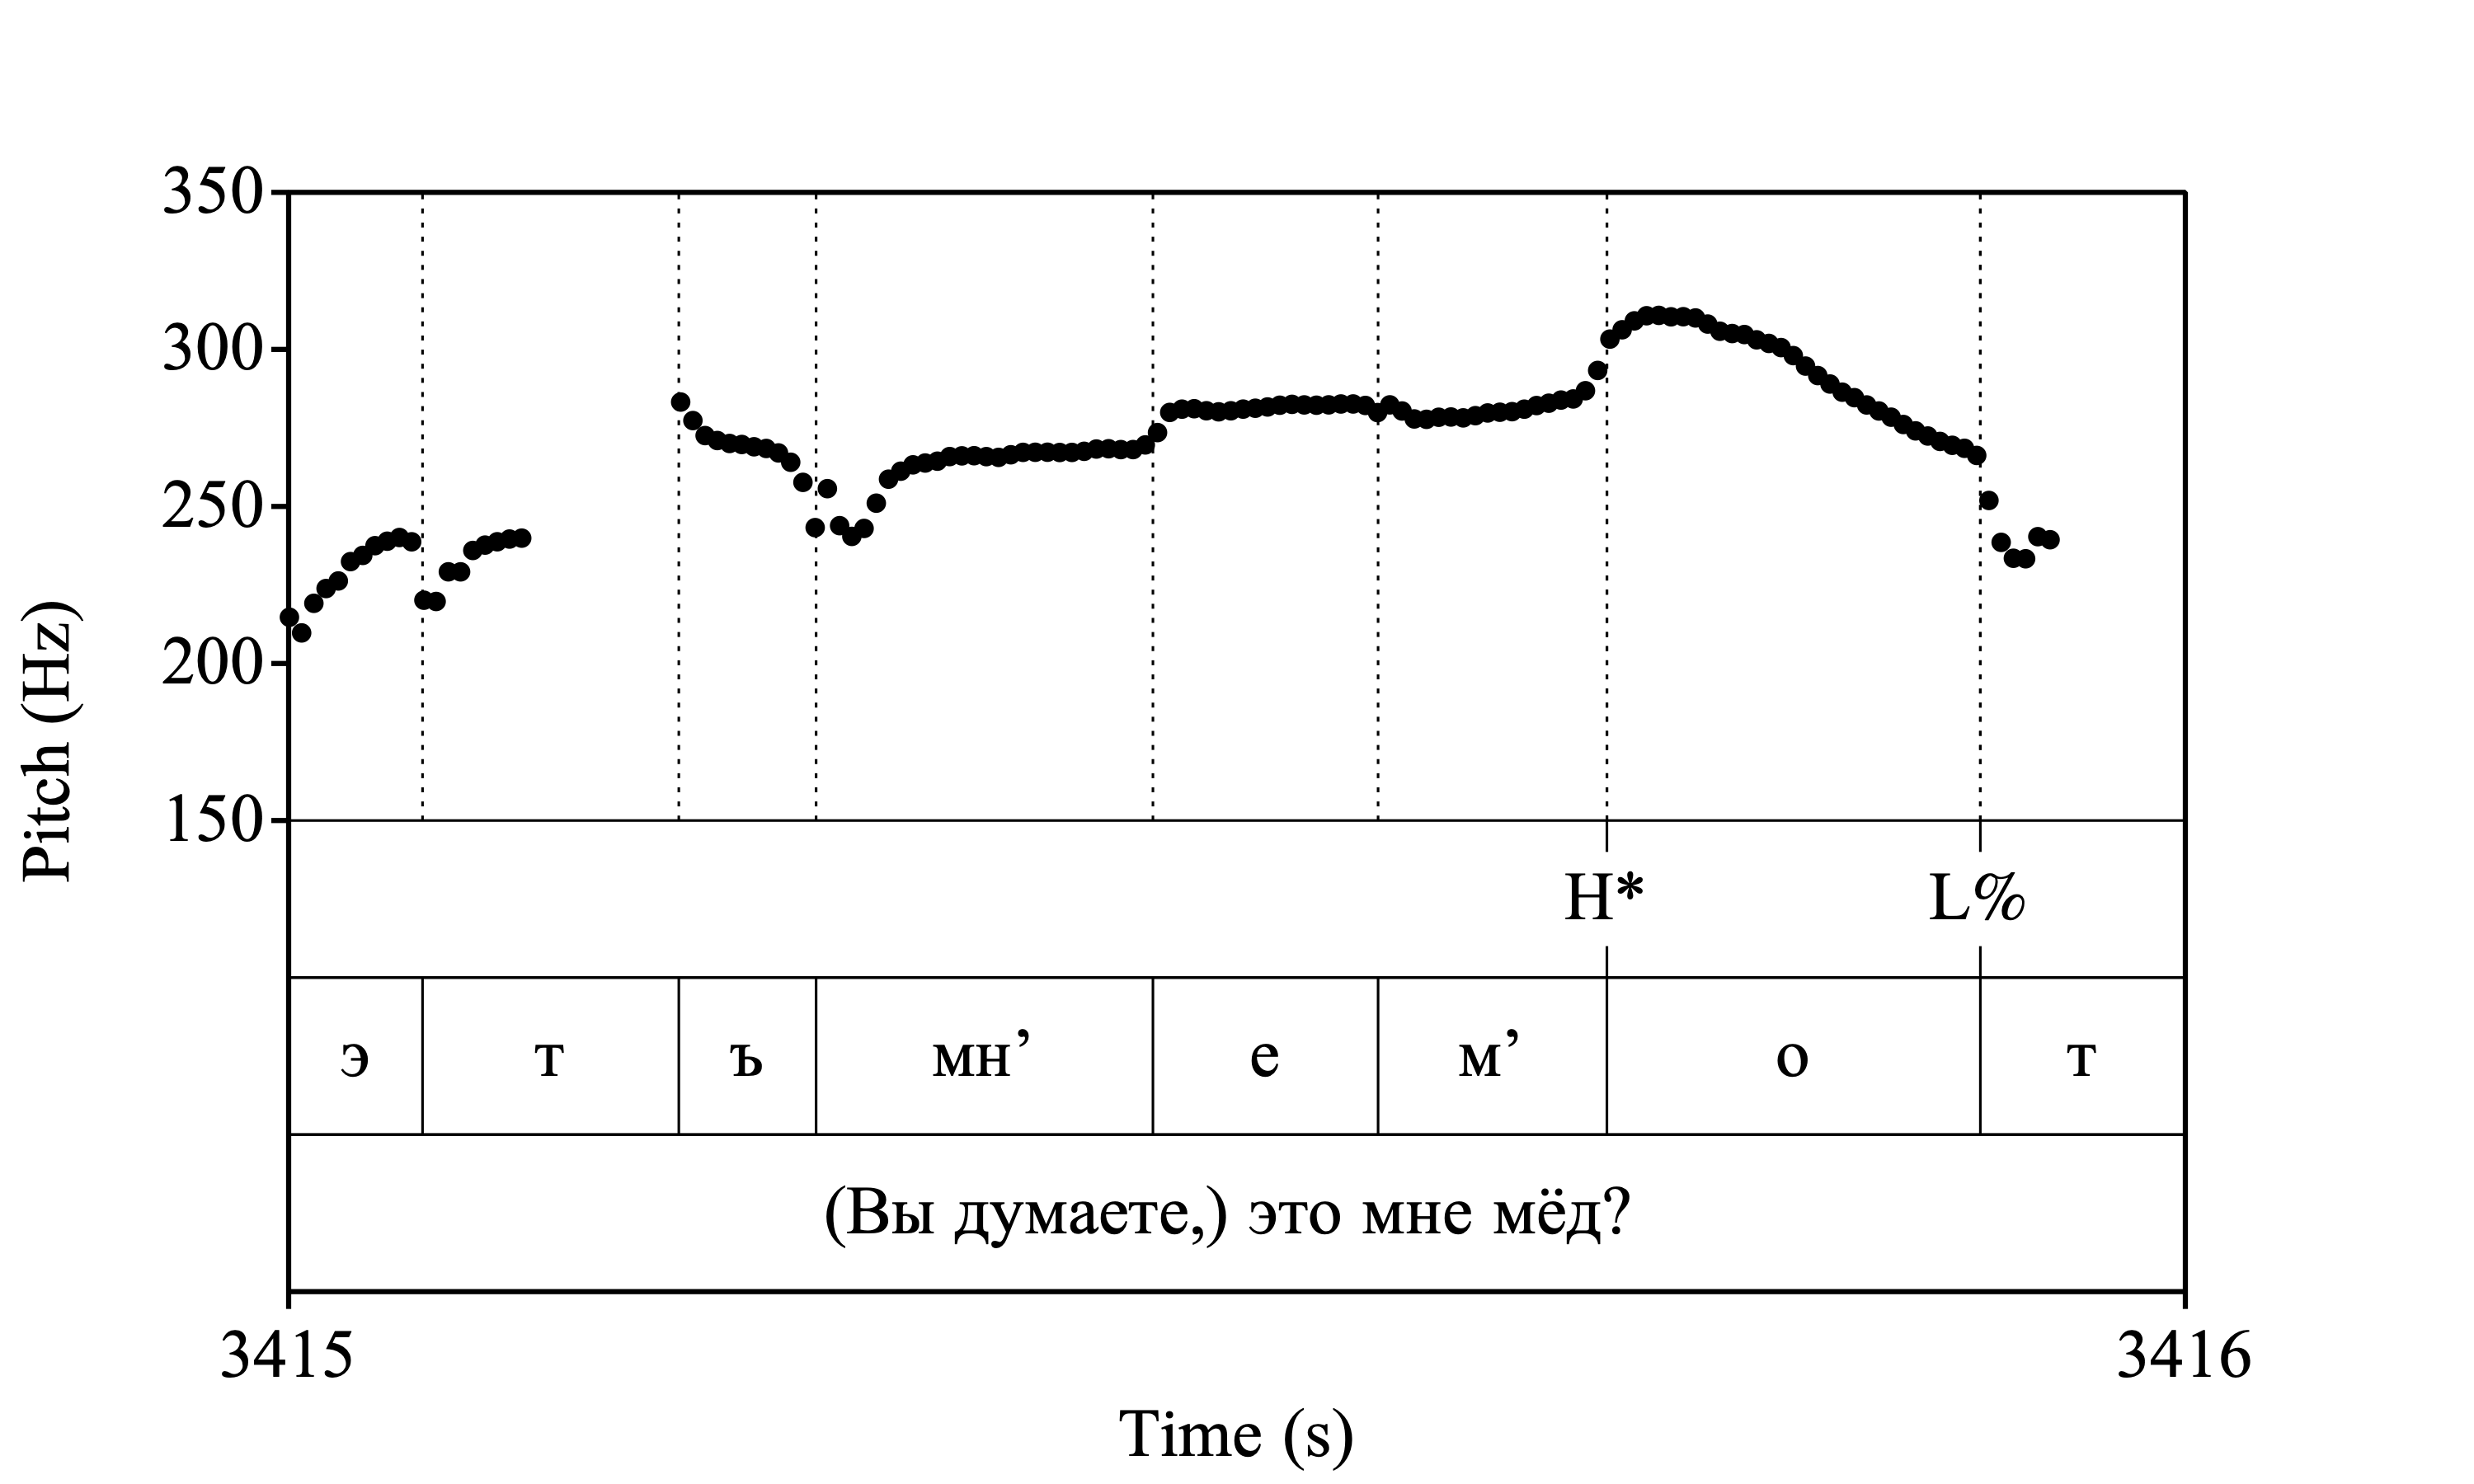 350
300
250
200
150
Pitch (Hz)
H* L%
э т ъ мн’ е м’ о т
(Вы думаете,) это мне мёд?
3415 3416
Time (s)